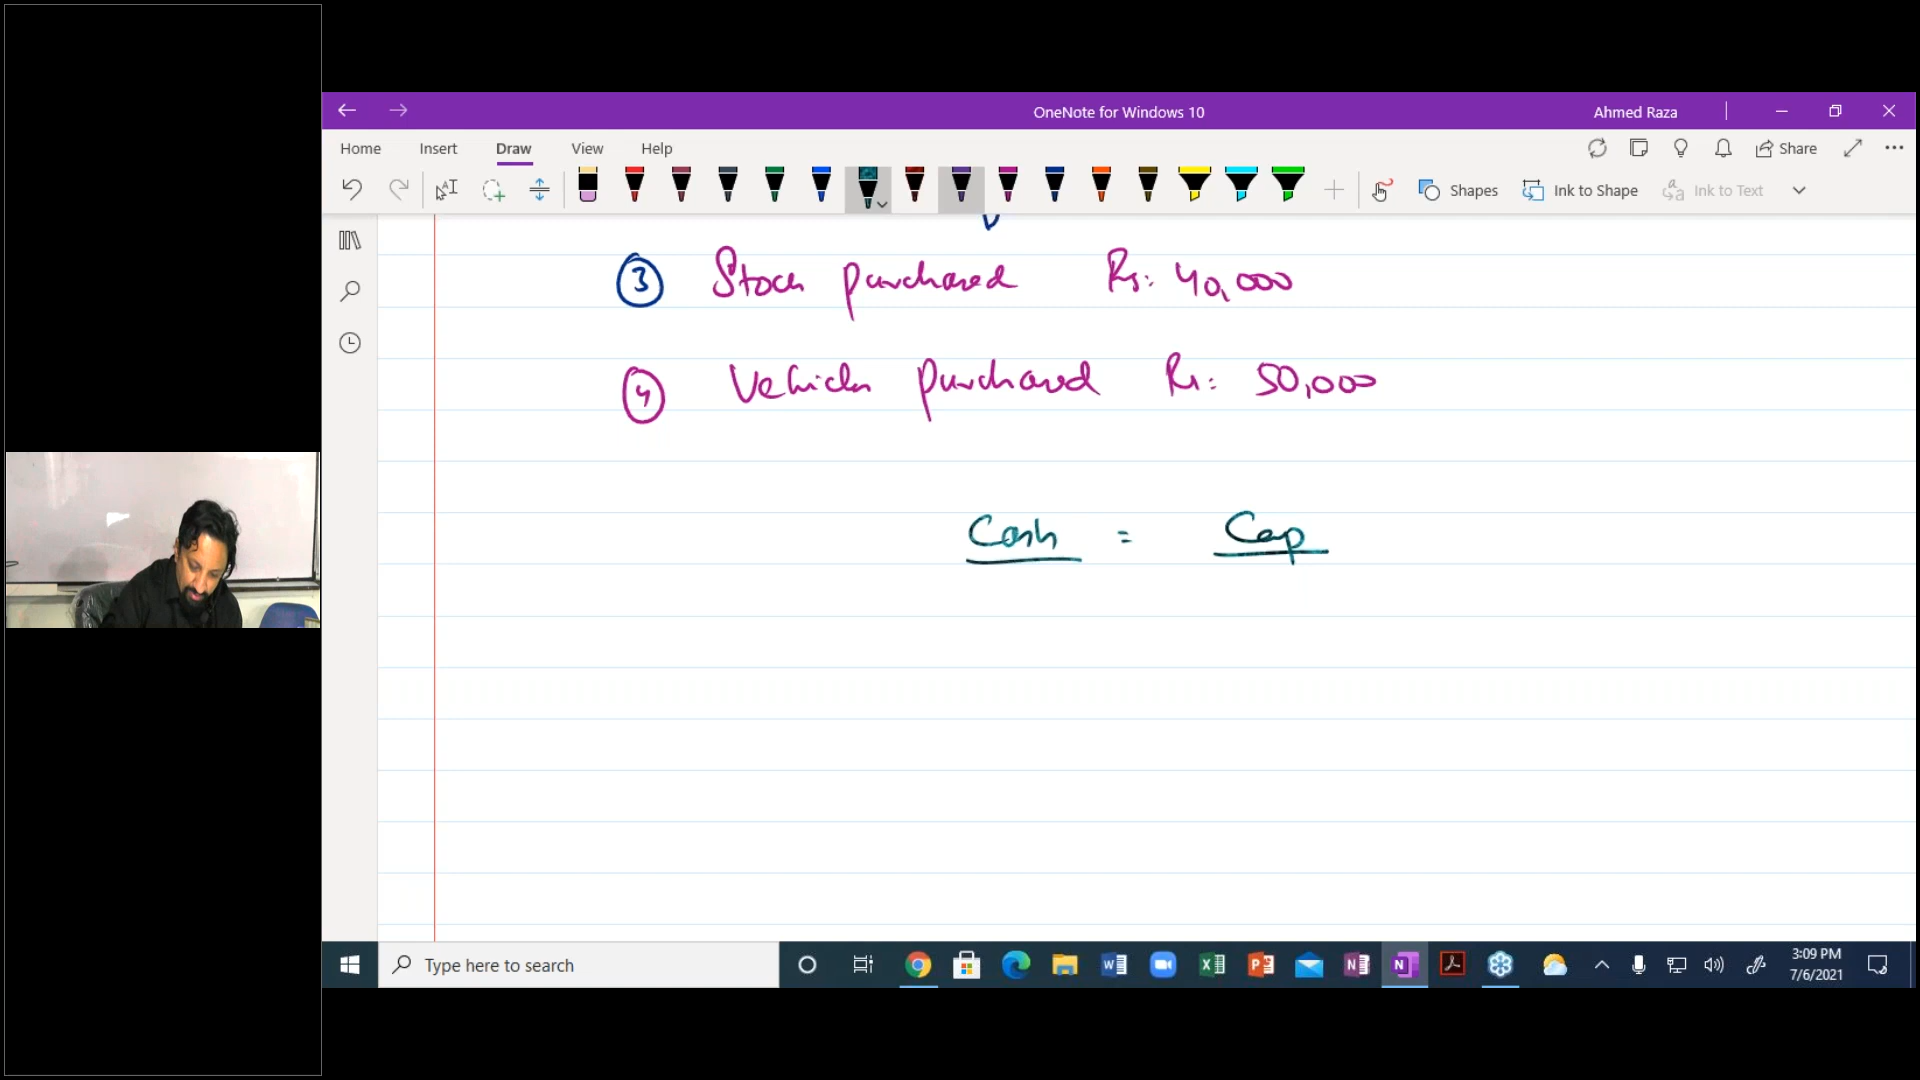 OneNote for Windows 10
Ahmed Raza
Home Insert Draw View Help
Share
Shapes
Ink to Shape
Ink to Text
3 Stock purchased Rs: 40,000
4 Vehicles purchased Rs: 50,000
Cash = Cap
Type here to search
3:09 PM
7/6/2021